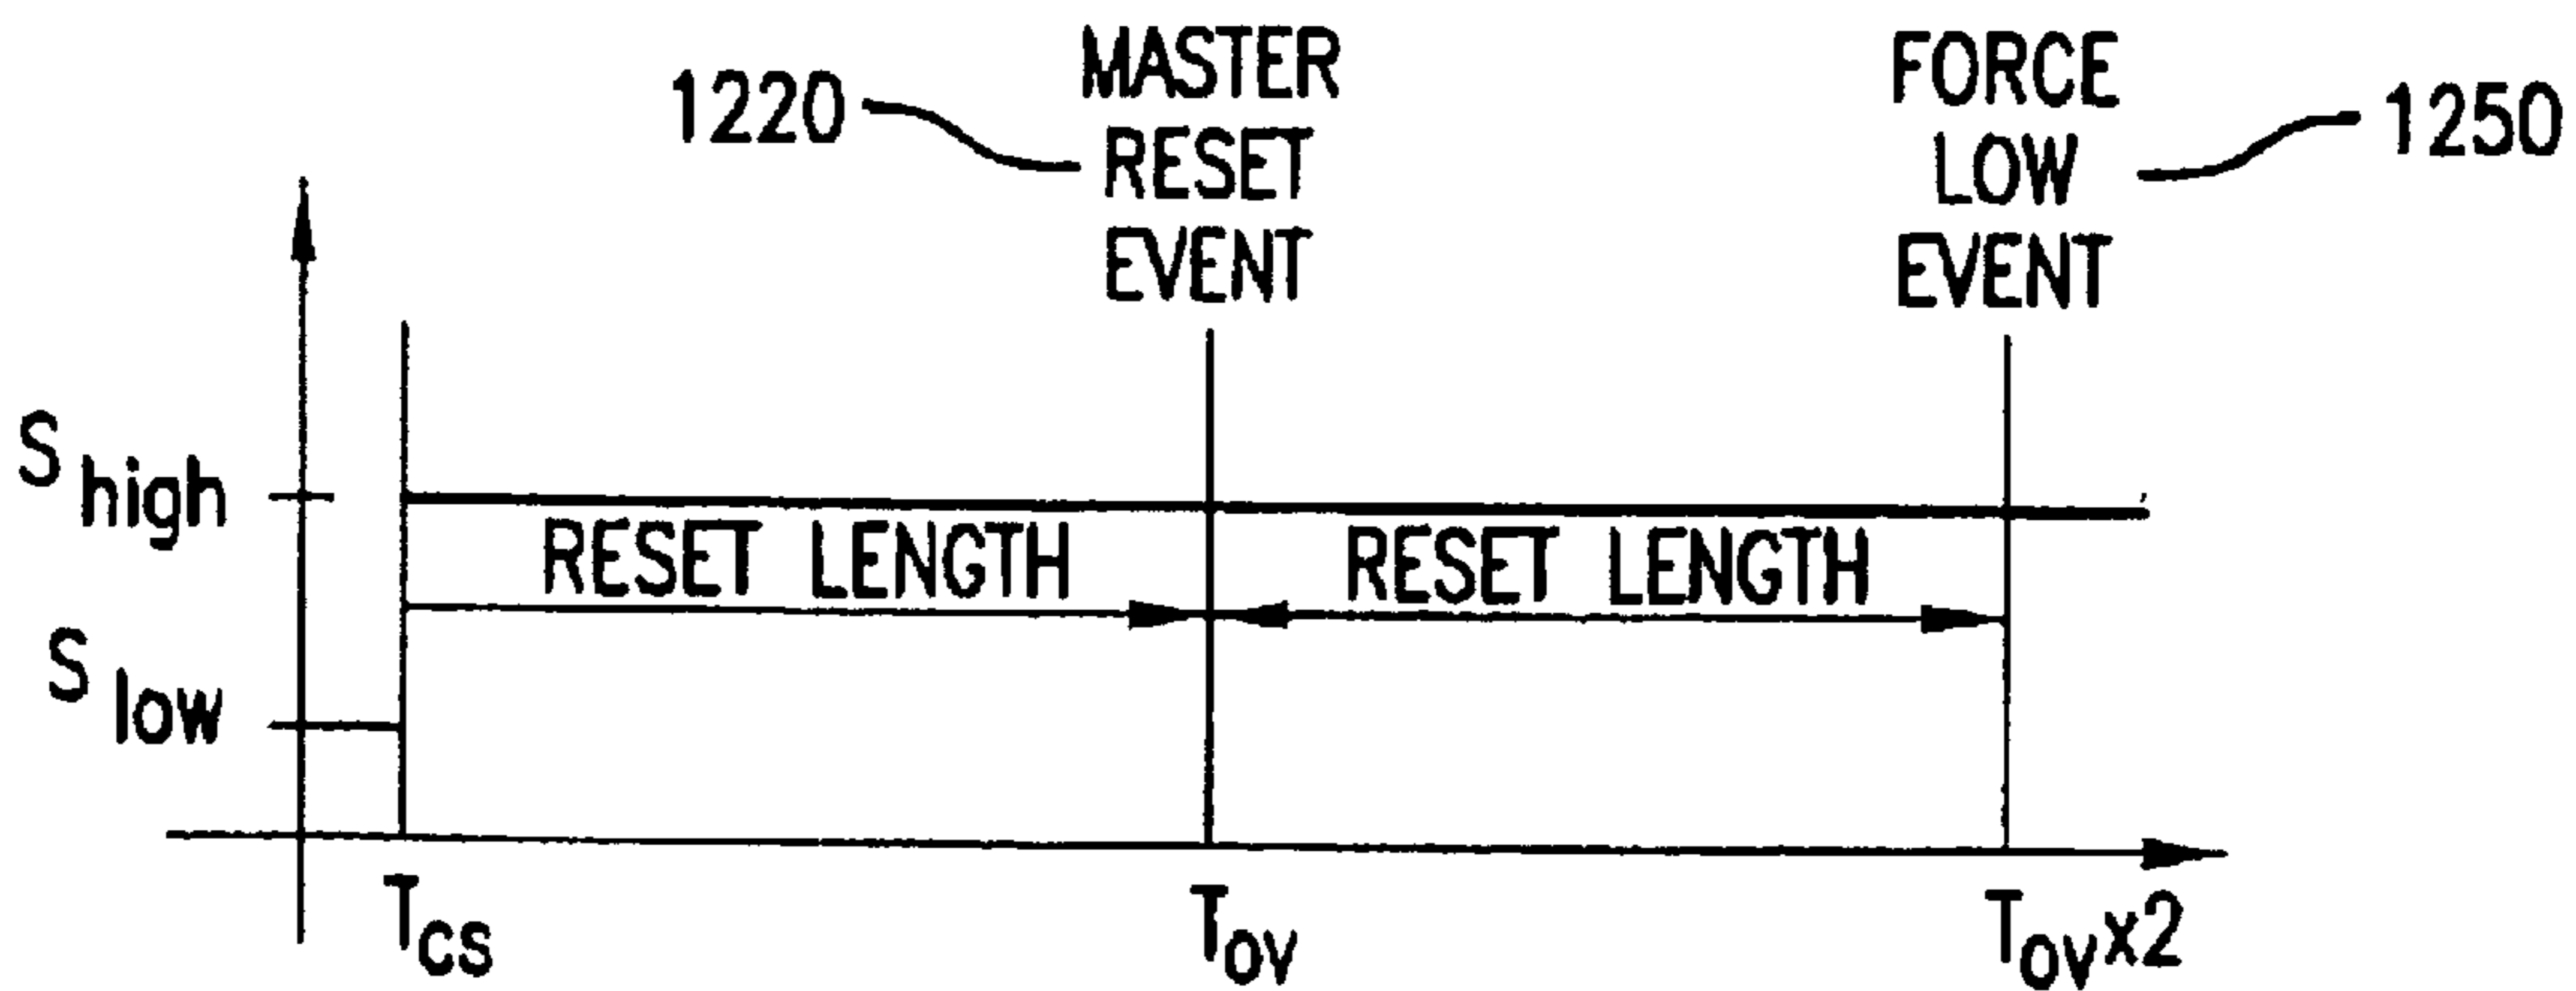 1220
MASTER
RESET
EVENT
FORCE
LOW
EVENT
1250
S high
RESET LENGTH
RESET LENGTH
S low
Tcs
Tov
Tovx2